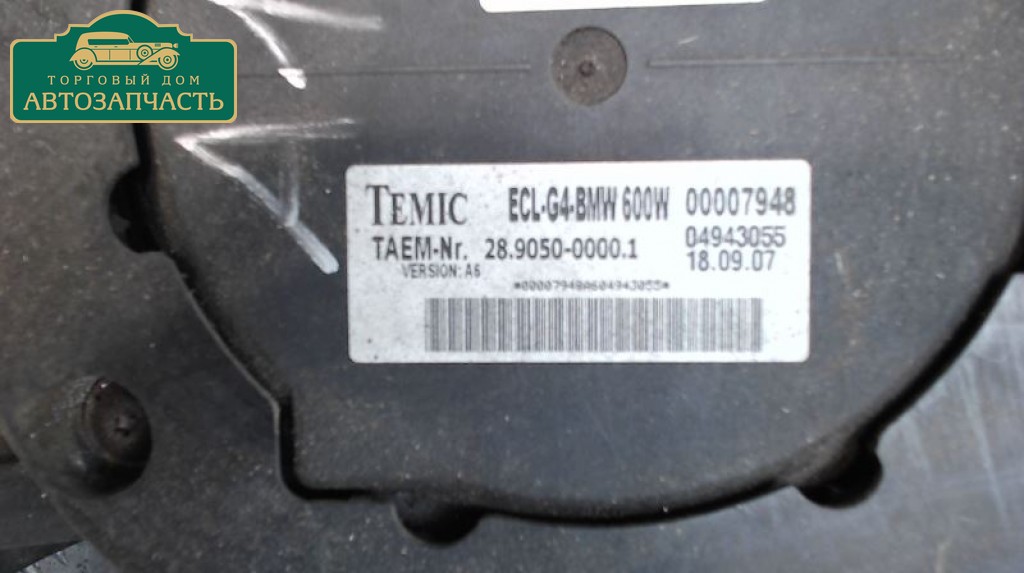 ТОРГОВЫЙ ДОМ
АВТОЗАПЧАСТЬ
TEMIC ECL-G4-BMW 600W 00007948
TAEM-Nr. 28.9050-0000.1 04943055
VERSION: A6 18.09.07
*00007948A604943055*